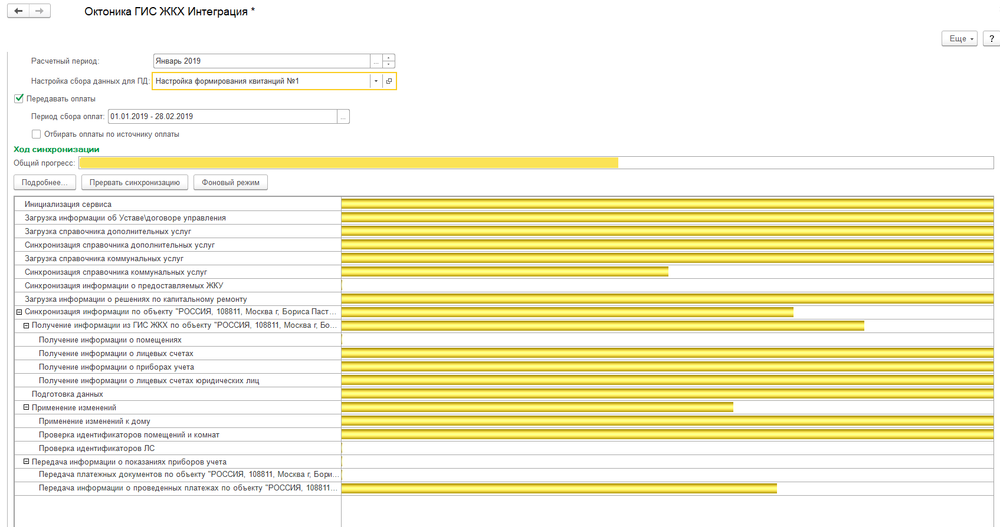 Октоника ГИС ЖКХ Интеграция *
Еще
?
Расчетный период:
Январь 2019
...
Настройка сбора данных для ПД:
Настройка формирования квитанций №1
Передавать оплаты
Период сбора оплат:
01.01.2019 - 28.02.2019
...
Отбирать оплаты по источнику оплаты
Ход синхронизации
Общий прогресс:
Подробнее...
Прервать синхронизацию
Фоновый режим
Инициализация сервиса
Загрузка информации об Уставе\договоре управления
Загрузка справочника дополнительных услуг
Синхронизация справочника дополнительных услуг
Загрузка справочника коммунальных услуг
Синхронизация справочника коммунальных услуг
Синхронизация информации о предоставляемых ЖКУ
Загрузка информации о решениях по капитальному ремонту
Синхронизация информации по объекту "РОССИЯ, 108811, Москва г, Бориса Паст...
Получение информации из ГИС ЖКХ по объекту "РОССИЯ, 108811, Москва г, Бо...
Получение информации о помещениях
Получение информации о лицевых счетах
Получение информации о приборах учета
Получение информации о лицевых счетах юридических лиц
Подготовка данных
Применение изменений
Применение изменений к дому
Проверка идентификаторов помещений и комнат
Проверка идентификаторов ЛС
Передача информации о показаниях приборов учета
Передача платежных документов по объекту "РОССИЯ, 108811, Москва г, Бори...
Передача информации о проведенных платежах по объекту "РОССИЯ, 108811...